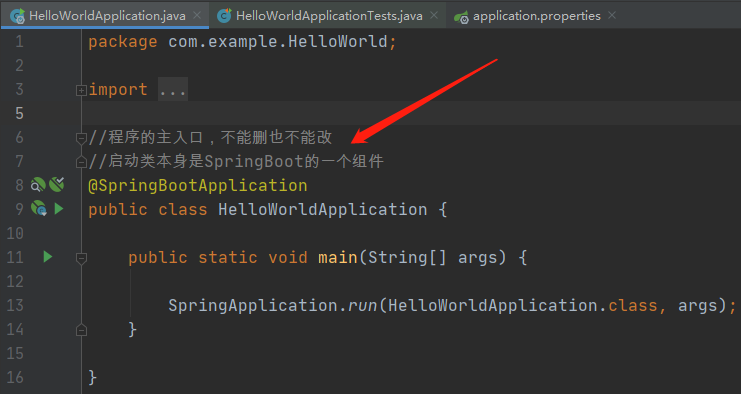 HelloWorldApplication.java HelloWorldApplicationTests.java application.properties
1 package com.example.HelloWorld;
2
3 import ...
5
6 //程序的主入口，不能删也不能改
7 //启动类本身是SpringBoot的一个组件
8 @SpringBootApplication
9 public class HelloWorldApplication {
10
11 public static void main(String[] args) {
12
13 SpringApplication.run(HelloWorldApplication.class, args);
14 }
15
16 }